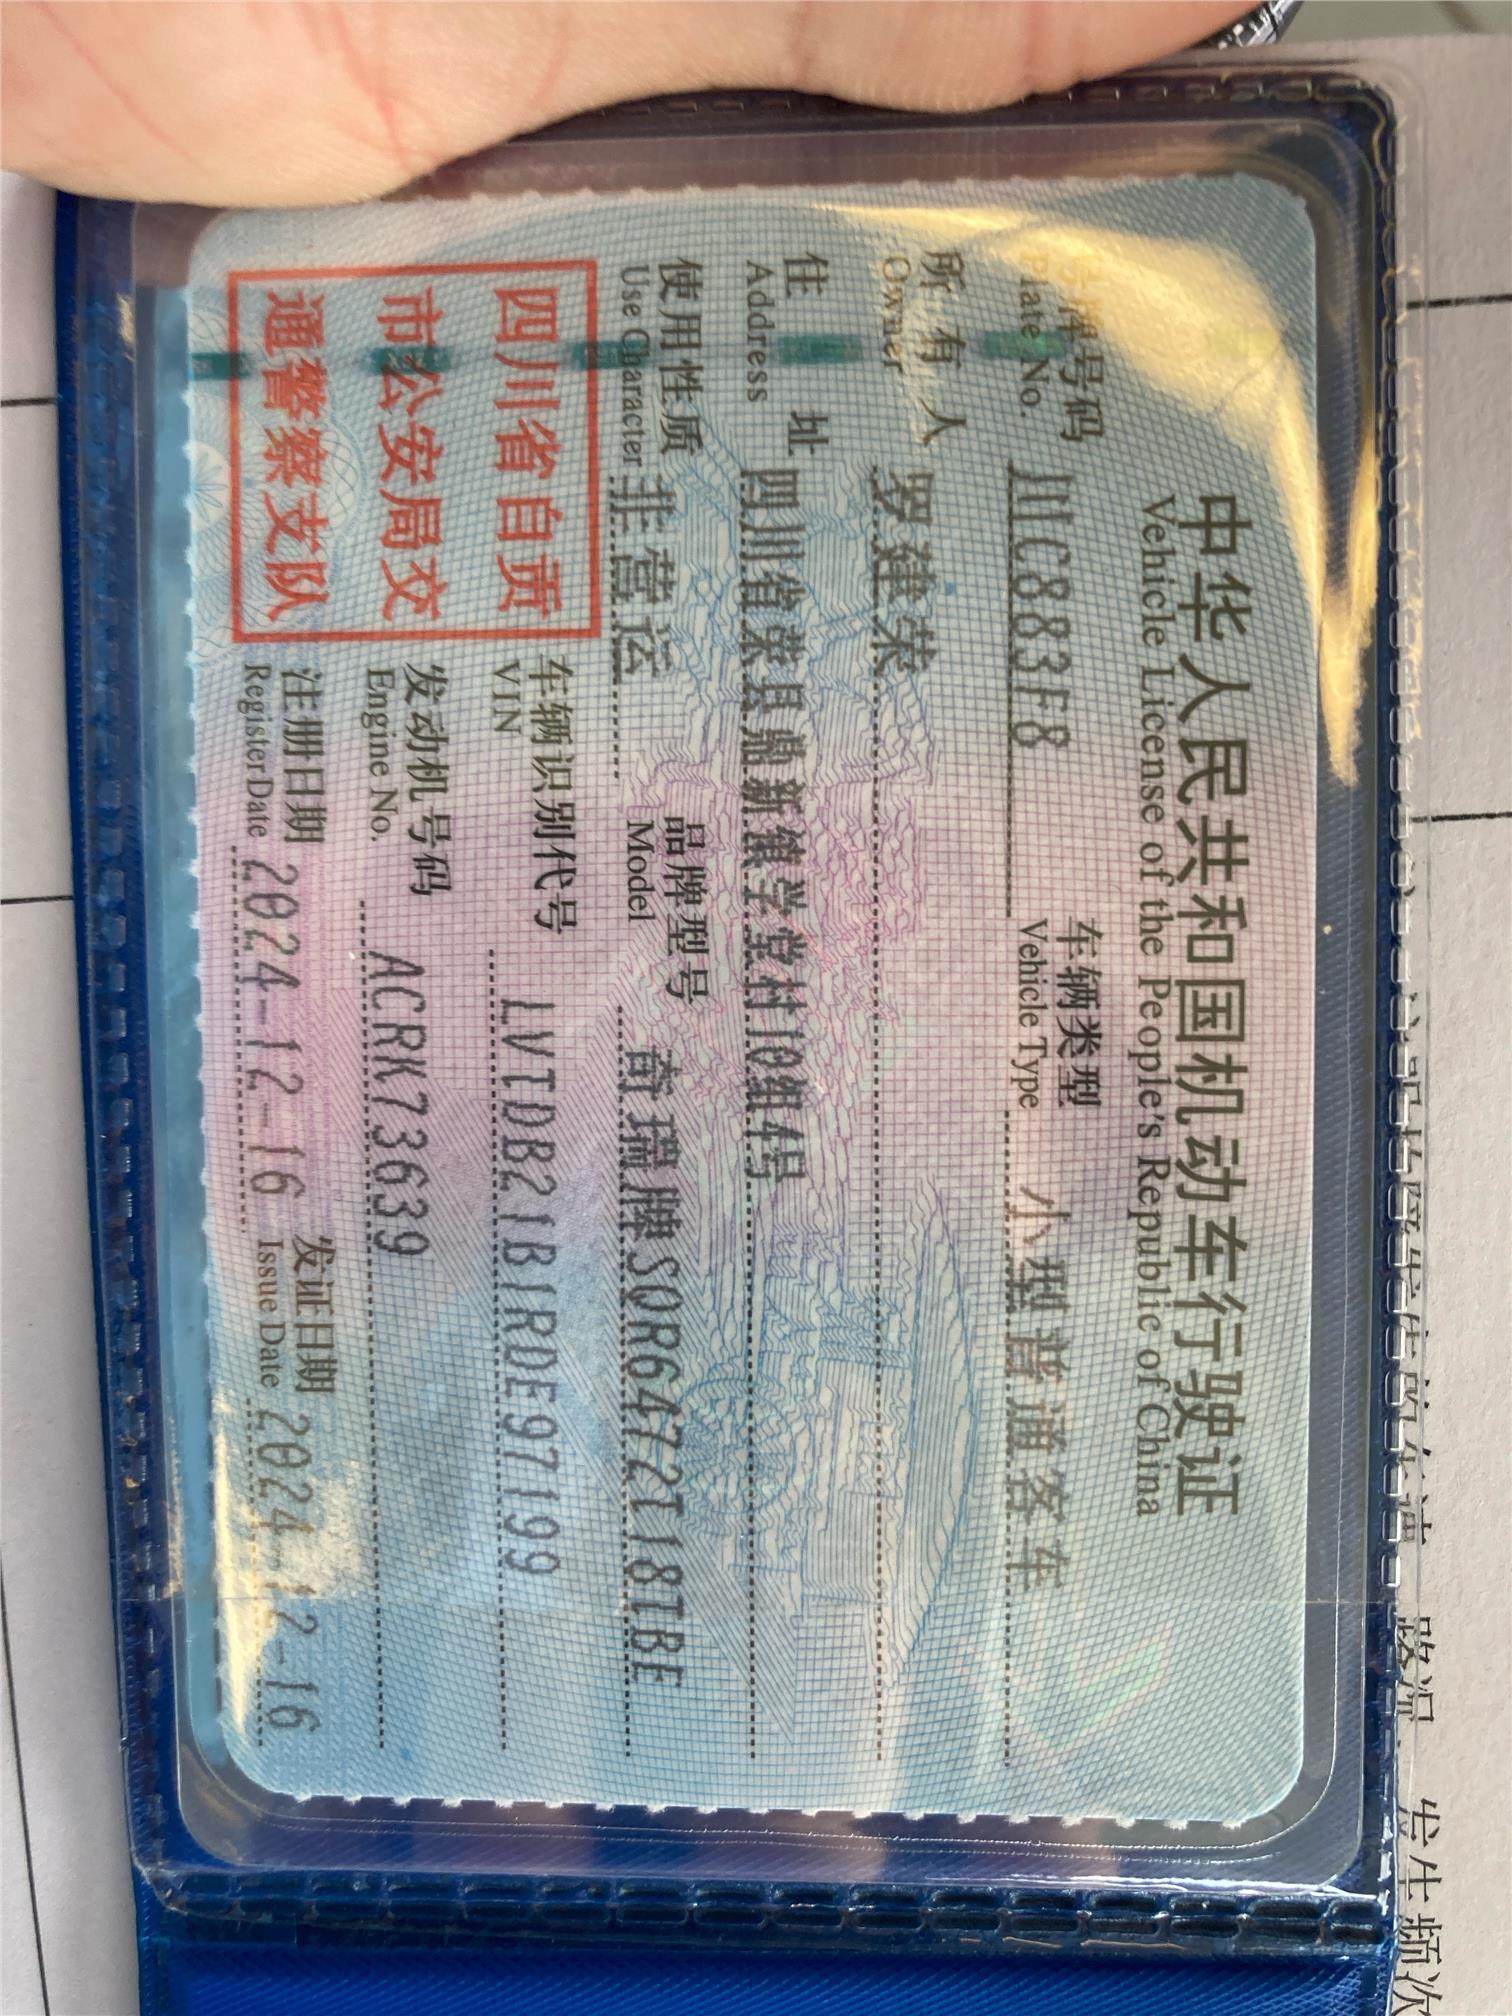 中华人民共和国机动车行驶证
Vehicle License of the People's Republic of China
号牌号码 川C883F8 车辆类型 小型普通客车
Plate No. Vehicle Type
所有人 罗建荣
Owner
住址 四川省荣县鼎新镇学堂村10组4号
Address
使用性质 非营运 品牌型号 奇瑞牌SQR6472T18TBE
Use Character Model
四川省自贡
市公安局交
通警察支队
车辆识别代号 LVTDB21B1RDE97199
VIN
发动机号码 ACRK73639
Engine No.
注册日期 2024-12-16 发证日期 2024-12-16
Register Date Issue Date
路况
发生频次